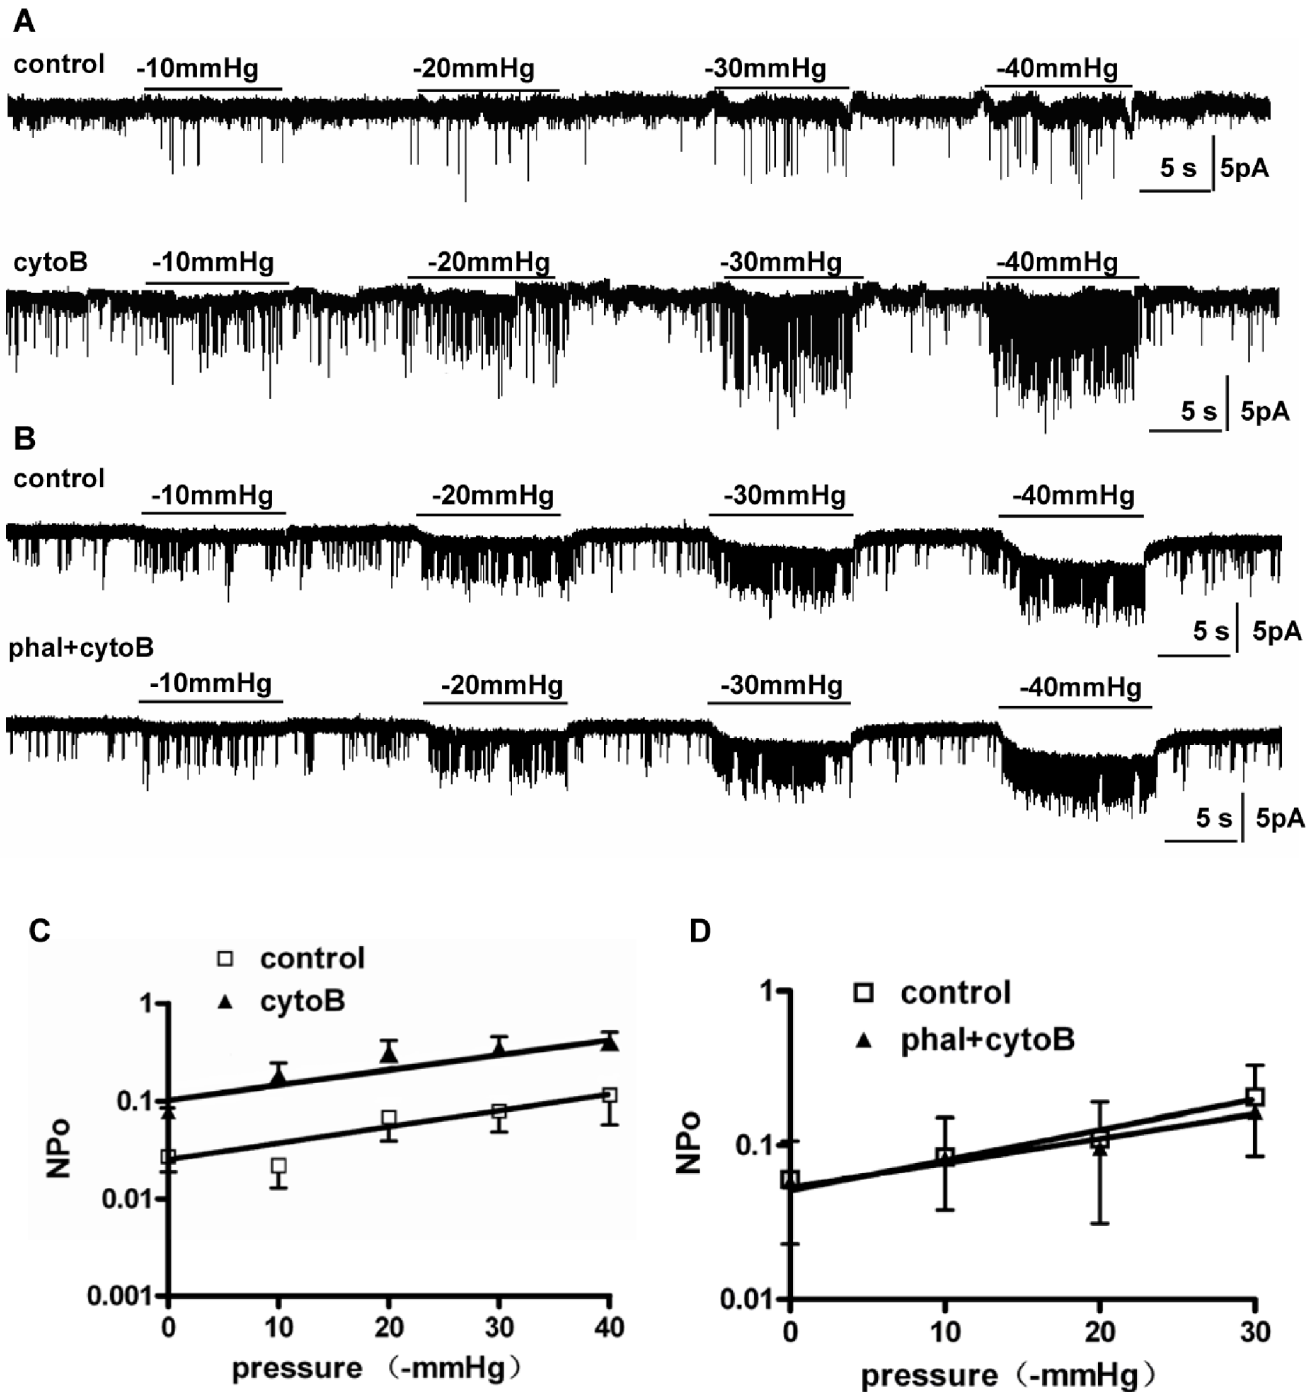 A
control -10mmHg -20mmHg -30mmHg -40mmHg
5 s 5pA
cytoB -10mmHg -20mmHg -30mmHg -40mmHg
5 s 5pA
B
control
-10mmHg -20mmHg -30mmHg -40mmHg
5 s 5pA
phal+cytoB
-10mmHg -20mmHg -30mmHg -40mmHg
5 s 5pA
C
control
cytoB
1
0.1
0.01
0.001
NPo
0 10 20 30 40
pressure（-mmHg）
D
control
phal+cytoB
1
0.1
0.01
NPo
0 10 20 30
pressure（-mmHg）